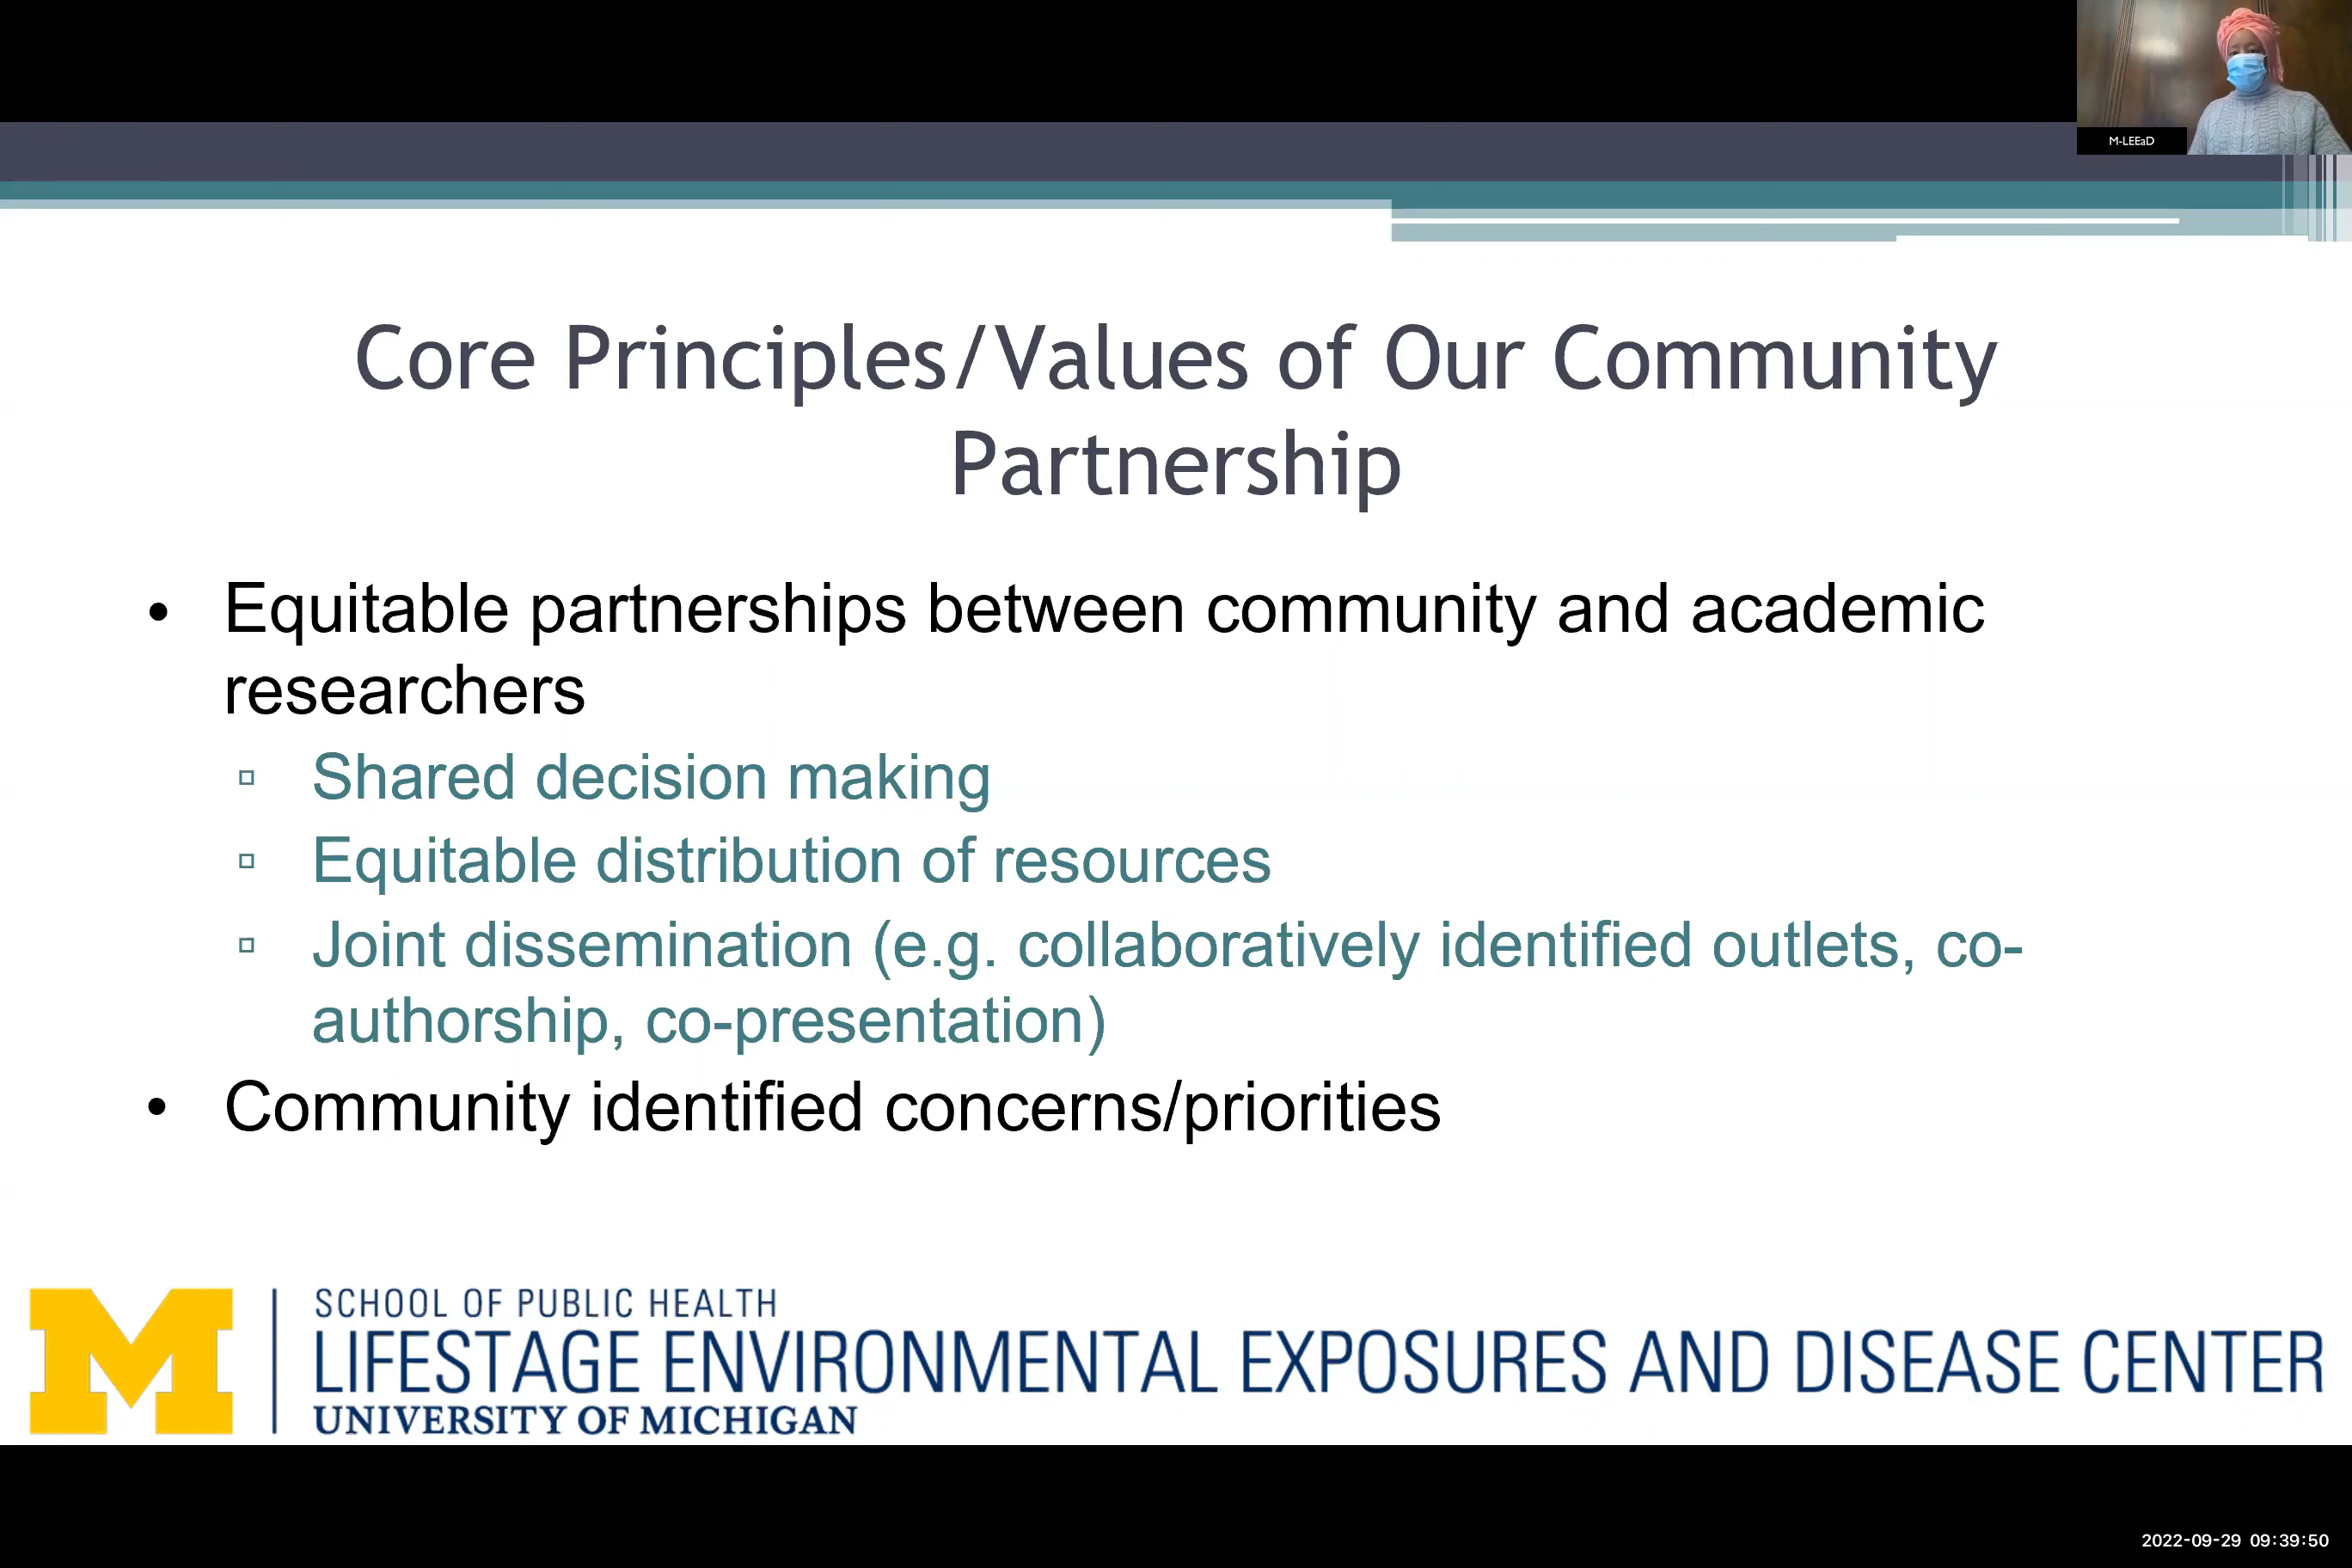 M-LEEaD
Core Principles/Values of Our Community
Partnership
• Equitable partnerships between community and academic
researchers
▫ Shared decision making
▫ Equitable distribution of resources
▫ Joint dissemination (e.g. collaboratively identified outlets, co-
authorship, co-presentation)
• Community identified concerns/priorities
M
SCHOOL OF PUBLIC HEALTH
LIFESTAGE ENVIRONMENTAL EXPOSURES AND DISEASE CENTER
UNIVERSITY OF MICHIGAN
2022-09-29 09:39:50